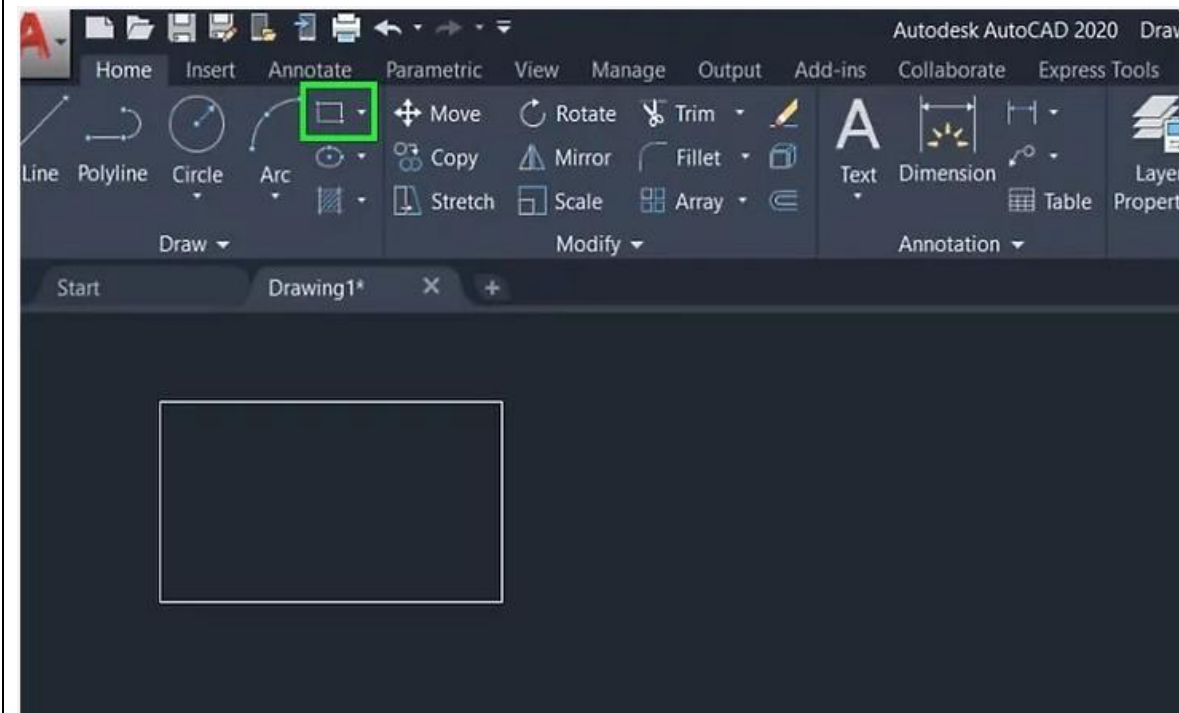 Autodesk AutoCAD 2020 Draw
Home Insert Annotate Parametric View Manage Output Add-ins Collaborate Express Tools
Move Rotate Trim
Copy Mirror Fillet
Line Polyline Circle Arc Text Dimension Layer
Stretch Scale Array Table Propert
Draw Modify Annotation
Start Drawing1*